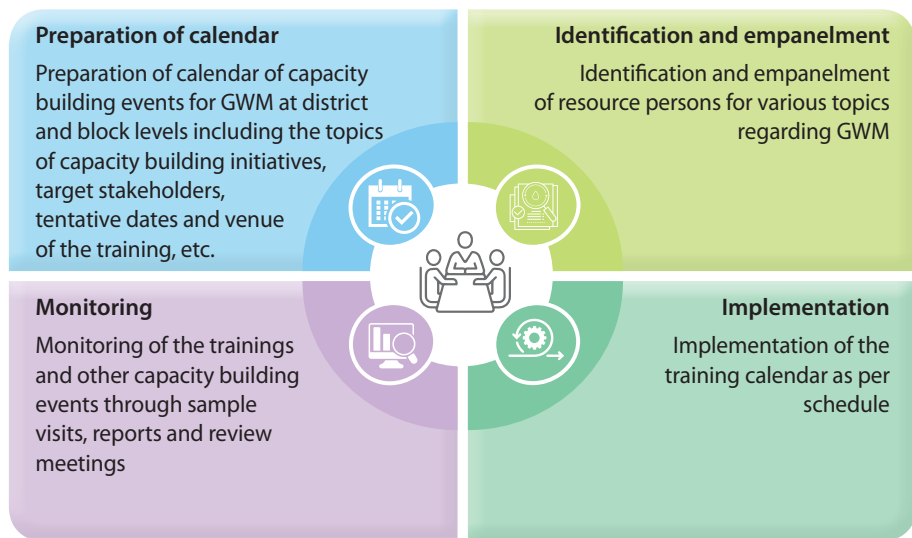 Preparation of calendar
Preparation of calendar of capacity
building events for GWM at district
and block levels including the topics
of capacity building initiatives,
target stakeholders,
tentative dates and venue
of the training, etc.
Identification and empanelment
Identification and empanelment
of resource persons for various topics
regarding GWM
Monitoring
Monitoring of the trainings
and other capacity building
events through sample
visits, reports and review
meetings
Implementation
Implementation of the
training calendar as per
schedule